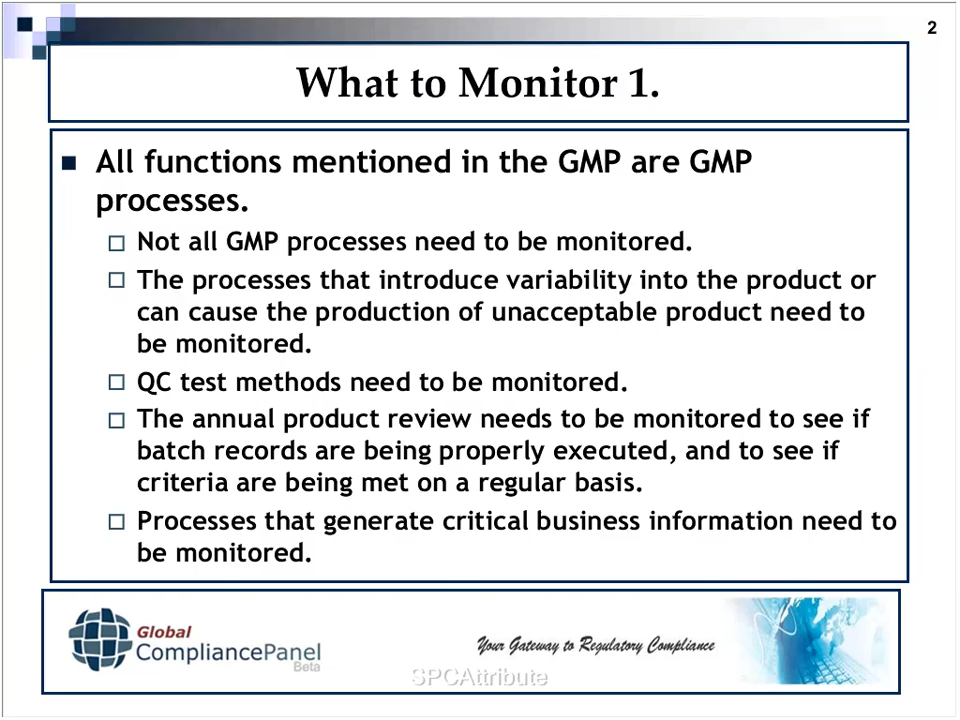 2
What to Monitor 1.
All functions mentioned in the GMP are GMP
processes.
Not all GMP processes need to be monitored.
The processes that introduce variability into the product or
can cause the production of unacceptable product need to
be monitored.
QC test methods need to be monitored.
The annual product review needs to be monitored to see if
batch records are being properly executed, and to see if
criteria are being met on a regular basis.
Processes that generate critical business information need to
be monitored.
Global
CompliancePanel
Beta
Your Gateway to Regulatory Compliance
SPCAttribute